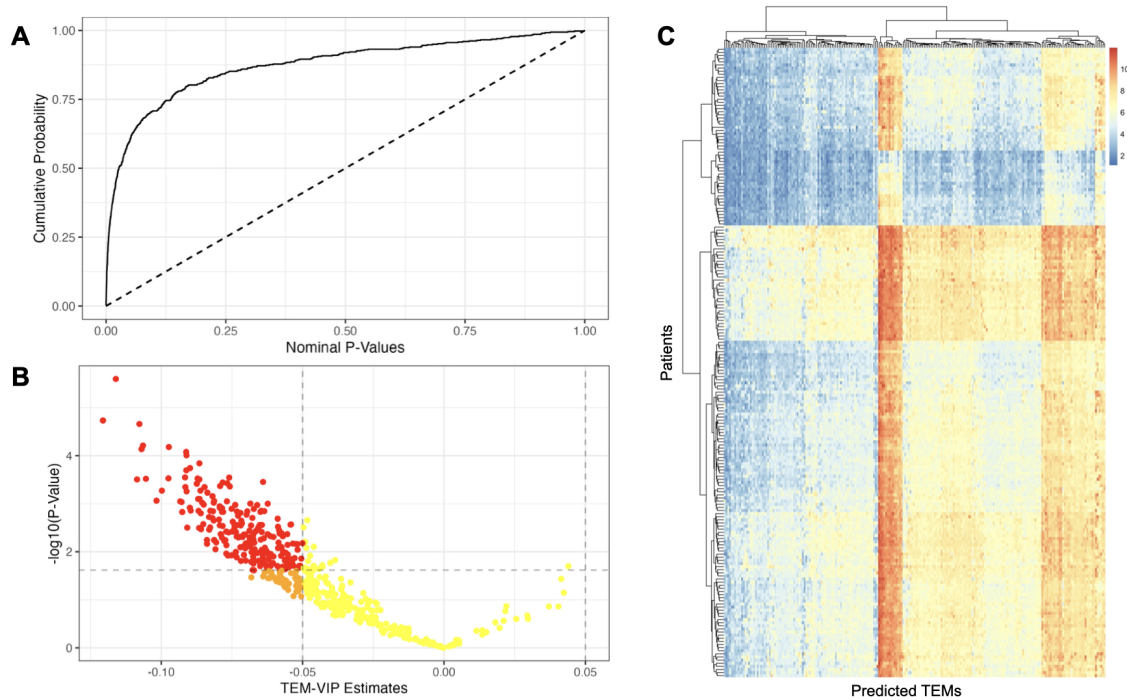 A
1.00
0.75
0.50
0.25
0.00
Cumulative Probability
0.00 0.25 0.50 0.75 1.00
Nominal P-Values
B
4
2
0
-log10(P-Value)
-0.10 -0.05 0.00 0.05
TEM-VIP Estimates
C
10
8
6
4
2
Patients
Predicted TEMs